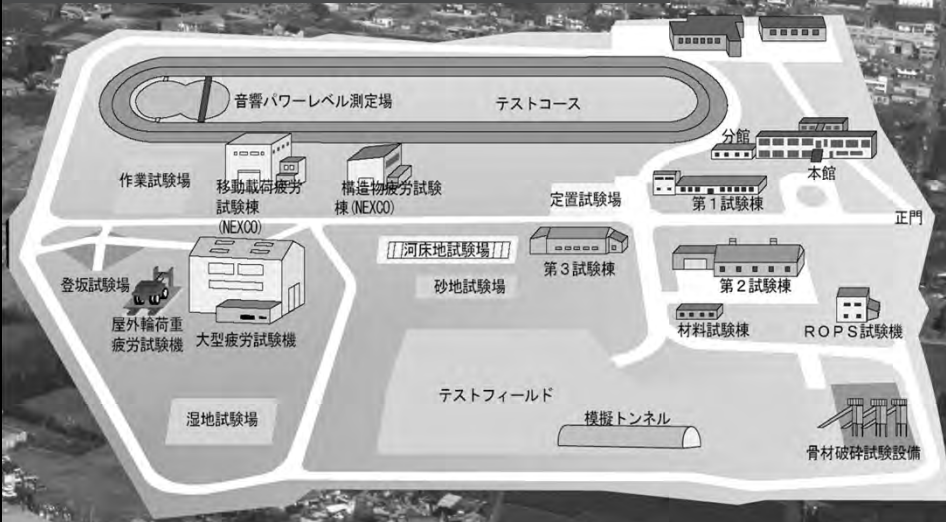 音響パワーレベル測定場
テストコース
分館
本館
作業試験場
移動載荷疲労
試験棟
(NEXCO)
構造物疲労試験
棟(NEXCO)
定置試験場
第1試験棟
正門
河床地試験場
第3試験棟
第2試験棟
登坂試験場
砂地試験場
屋外輪荷重
疲労試験機
大型疲労試験機
材料試験棟
ROPS試験機
テストフィールド
湿地試験場
模擬トンネル
骨材破砕試験設備